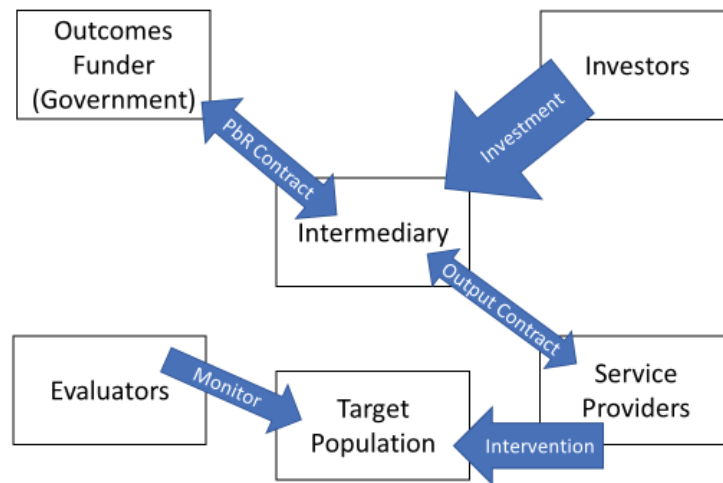 Outcomes
Funder
(Government)
Investors
PbR Contract
Investment
Intermediary
Output Contract
Evaluators
Monitor
Target
Population
Service
Providers
Intervention